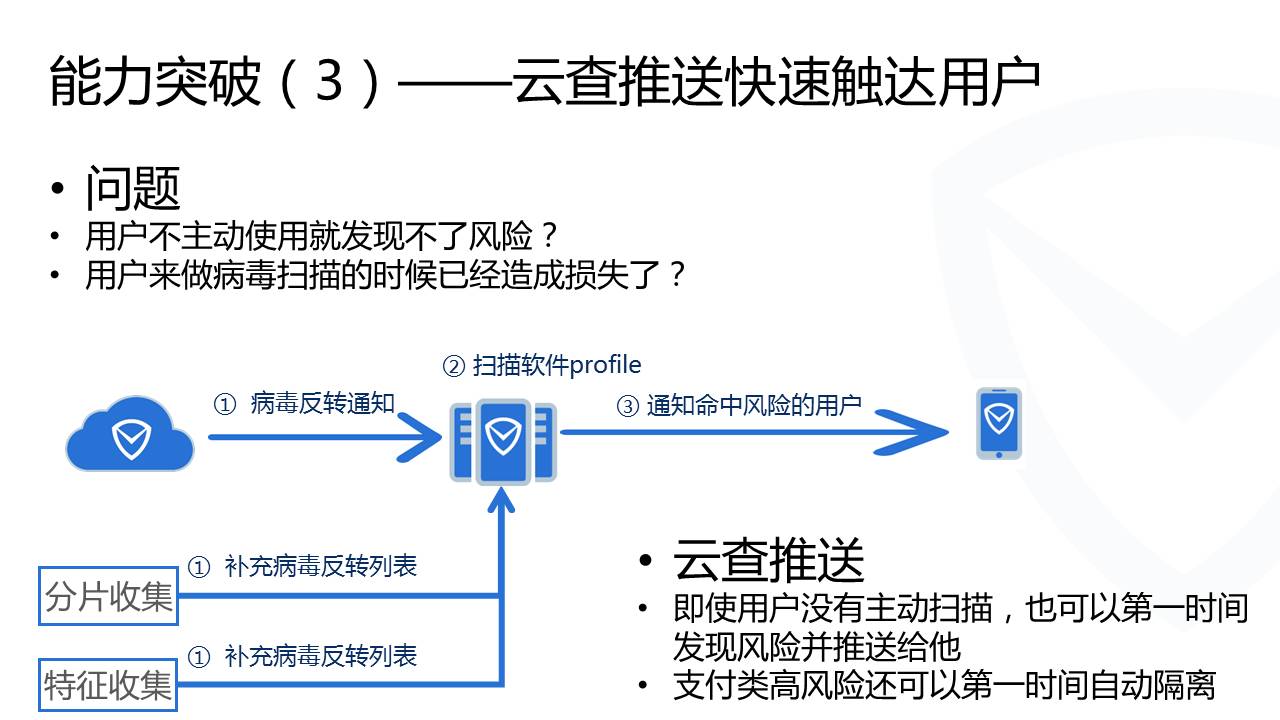 能力突破（3）——云查推送快速触达用户
• 问题
• 用户不主动使用就发现不了风险？
• 用户来做病毒扫描的时候已经造成损失了？
② 扫描软件profile
① 病毒反转通知
③ 通知命中风险的用户
① 补充病毒反转列表
分片收集
① 补充病毒反转列表
特征收集
• 云查推送
• 即使用户没有主动扫描，也可以第一时间
发现风险并推送给他
• 支付类高风险还可以第一时间自动隔离